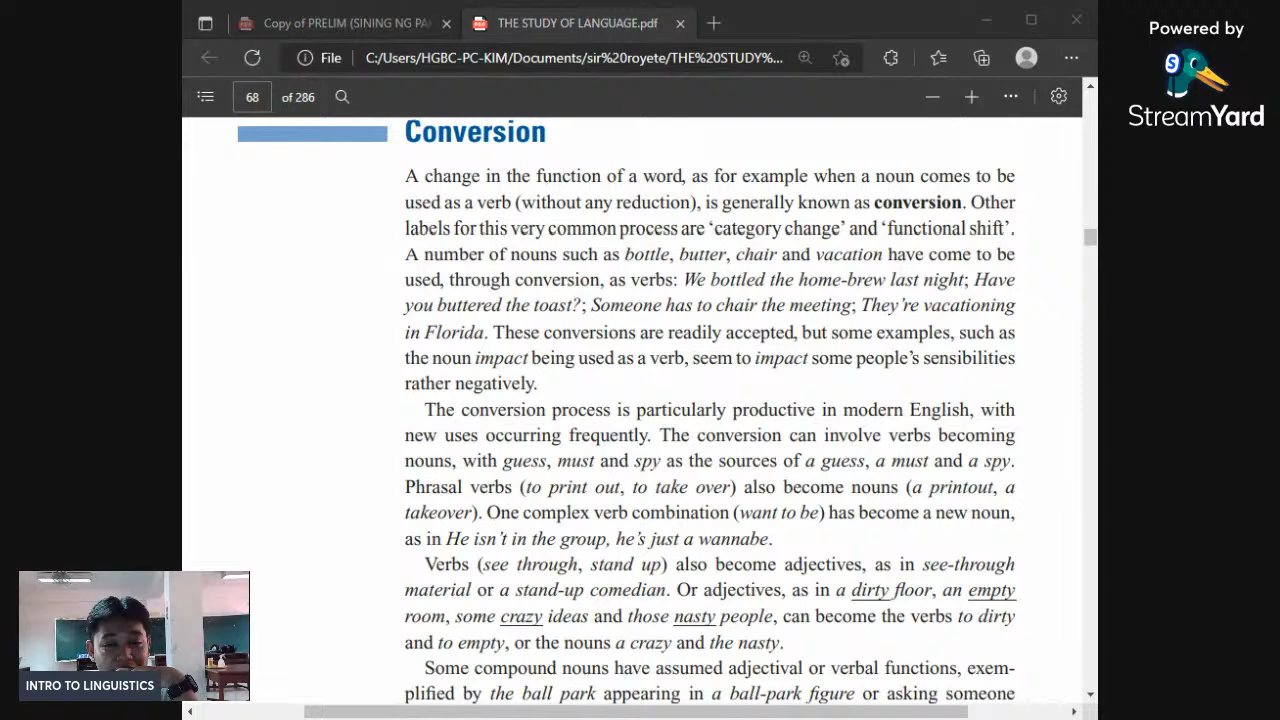 Copy of PRELIM (SINING NG PA
THE STUDY OF LANGUAGE.pdf
Powered by
StreamYard
File
C:/Users/HGBC-PC-KIM/Documents/sir%20royete/THE%20STUDY%...
68 of 286
Conversion
A change in the function of a word, as for example when a noun comes to be
used as a verb (without any reduction), is generally known as conversion. Other
labels for this very common process are ‘category change’ and ‘functional shift’.
A number of nouns such as bottle, butter, chair and vacation have come to be
used, through conversion, as verbs: We bottled the home-brew last night; Have
you buttered the toast?; Someone has to chair the meeting; They’re vacationing
in Florida. These conversions are readily accepted, but some examples, such as
the noun impact being used as a verb, seem to impact some people’s sensibilities
rather negatively.
The conversion process is particularly productive in modern English, with
new uses occurring frequently. The conversion can involve verbs becoming
nouns, with guess, must and spy as the sources of a guess, a must and a spy.
Phrasal verbs (to print out, to take over) also become nouns (a printout, a
takeover). One complex verb combination (want to be) has become a new noun,
as in He isn’t in the group, he’s just a wannabe.
Verbs (see through, stand up) also become adjectives, as in see-through
material or a stand-up comedian. Or adjectives, as in a dirty floor, an empty
room, some crazy ideas and those nasty people, can become the verbs to dirty
and to empty, or the nouns a crazy and the nasty.
Some compound nouns have assumed adjectival or verbal functions, exem-
plified by the ball park appearing in a ball-park figure or asking someone
INTRO TO LINGUISTICS